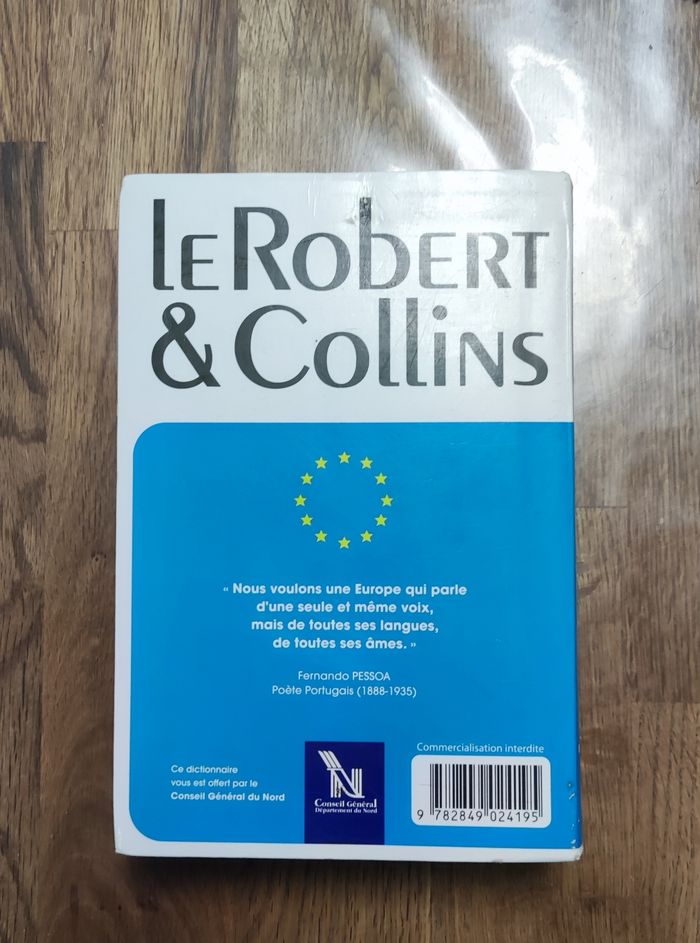 le Robert
& Collins
« Nous voulons une Europe qui parle
d'une seule et même voix,
mais de toutes ses langues,
de toutes ses âmes. »
Fernando PESSOA
Poète Portugais (1888-1935)
Ce dictionnaire
vous est offert par le
Conseil Général du Nord
N
Conseil Général
Département du Nord
Commercialisation interdite
9 782849 024195